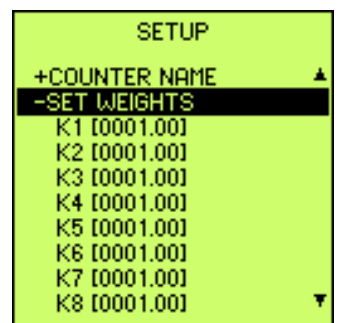 SETUP
+COUNTER NAME
-SET WEIGHTS
K1 [0001.00]
K2 [0001.00]
K3 [0001.00]
K4 [0001.00]
K5 [0001.00]
K6 [0001.00]
K7 [0001.00]
K8 [0001.00]